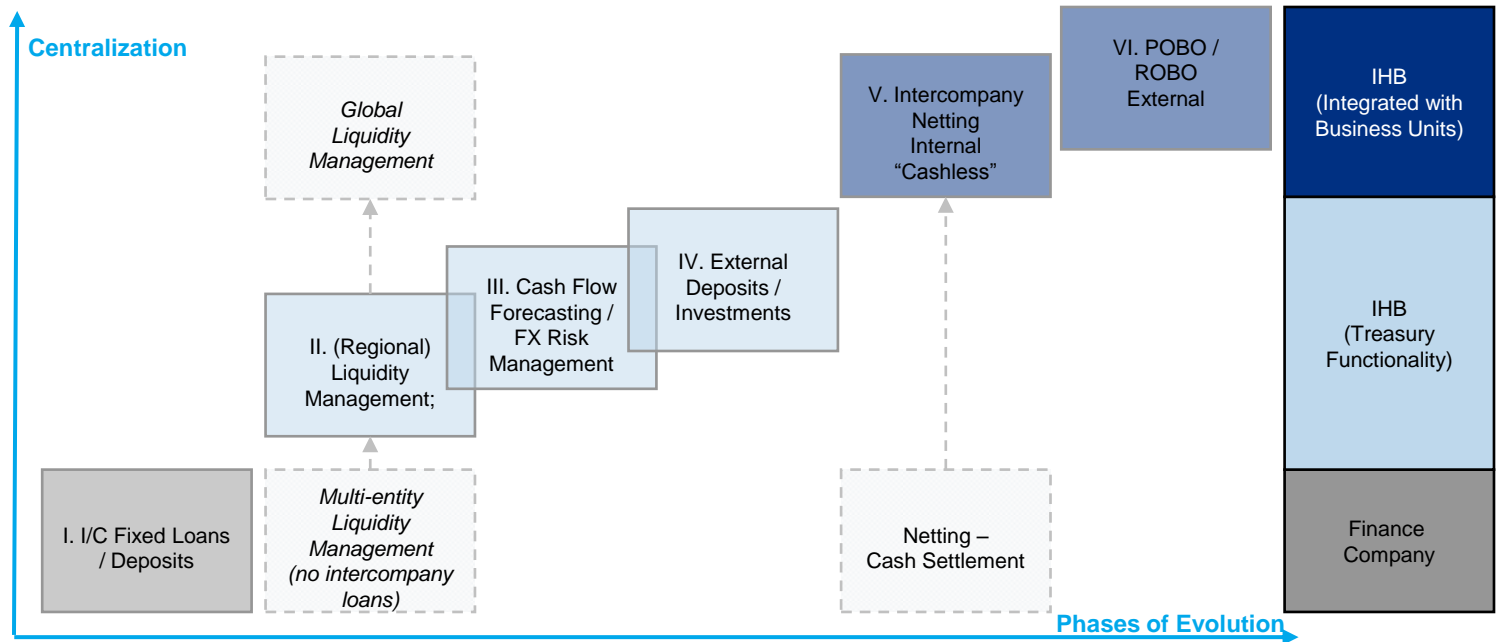 Centralization
Global
Liquidity
Management
V. Intercompany
Netting
Internal
“Cashless”
VI. POBO /
ROBO
External
IHB
(Integrated with
Business Units)
II. (Regional)
Liquidity
Management;
III. Cash Flow
Forecasting /
FX Risk
Management
IV. External
Deposits /
Investments
IHB
(Treasury
Functionality)
I. I/C Fixed Loans
/ Deposits
Multi-entity
Liquidity
Management
(no intercompany
loans)
Netting –
Cash Settlement
Finance
Company
Phases of Evolution